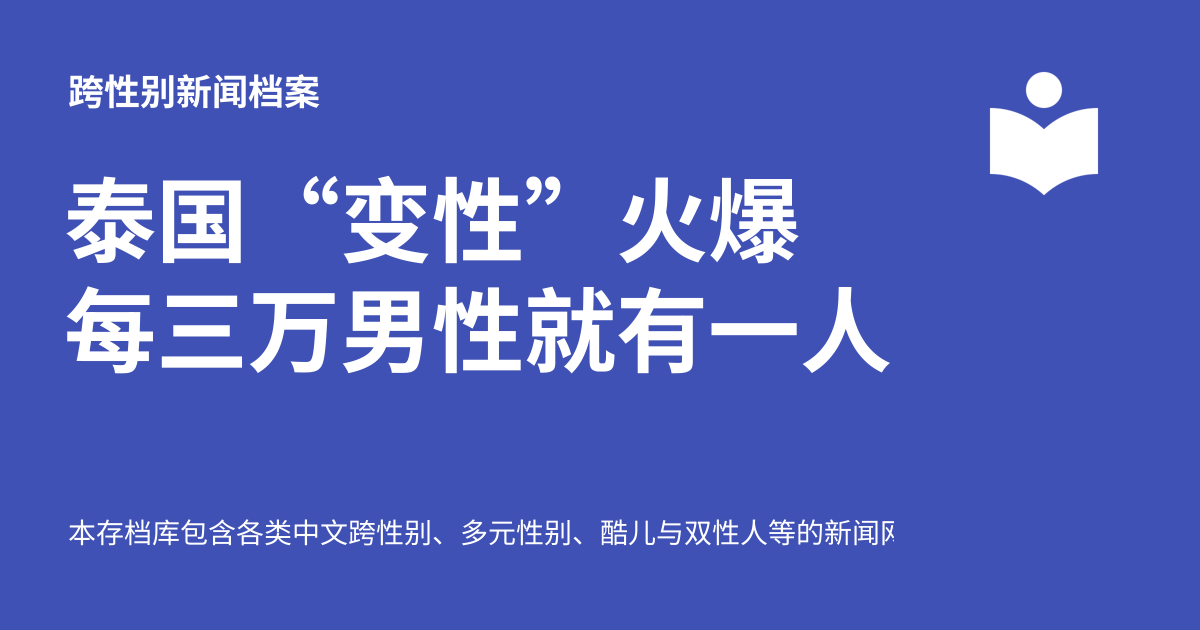 跨性别新闻档案
泰国“变性”火爆
每三万男性就有一人
本存档库包含各类中文跨性别、多元性别、酷儿与双性人等的新闻